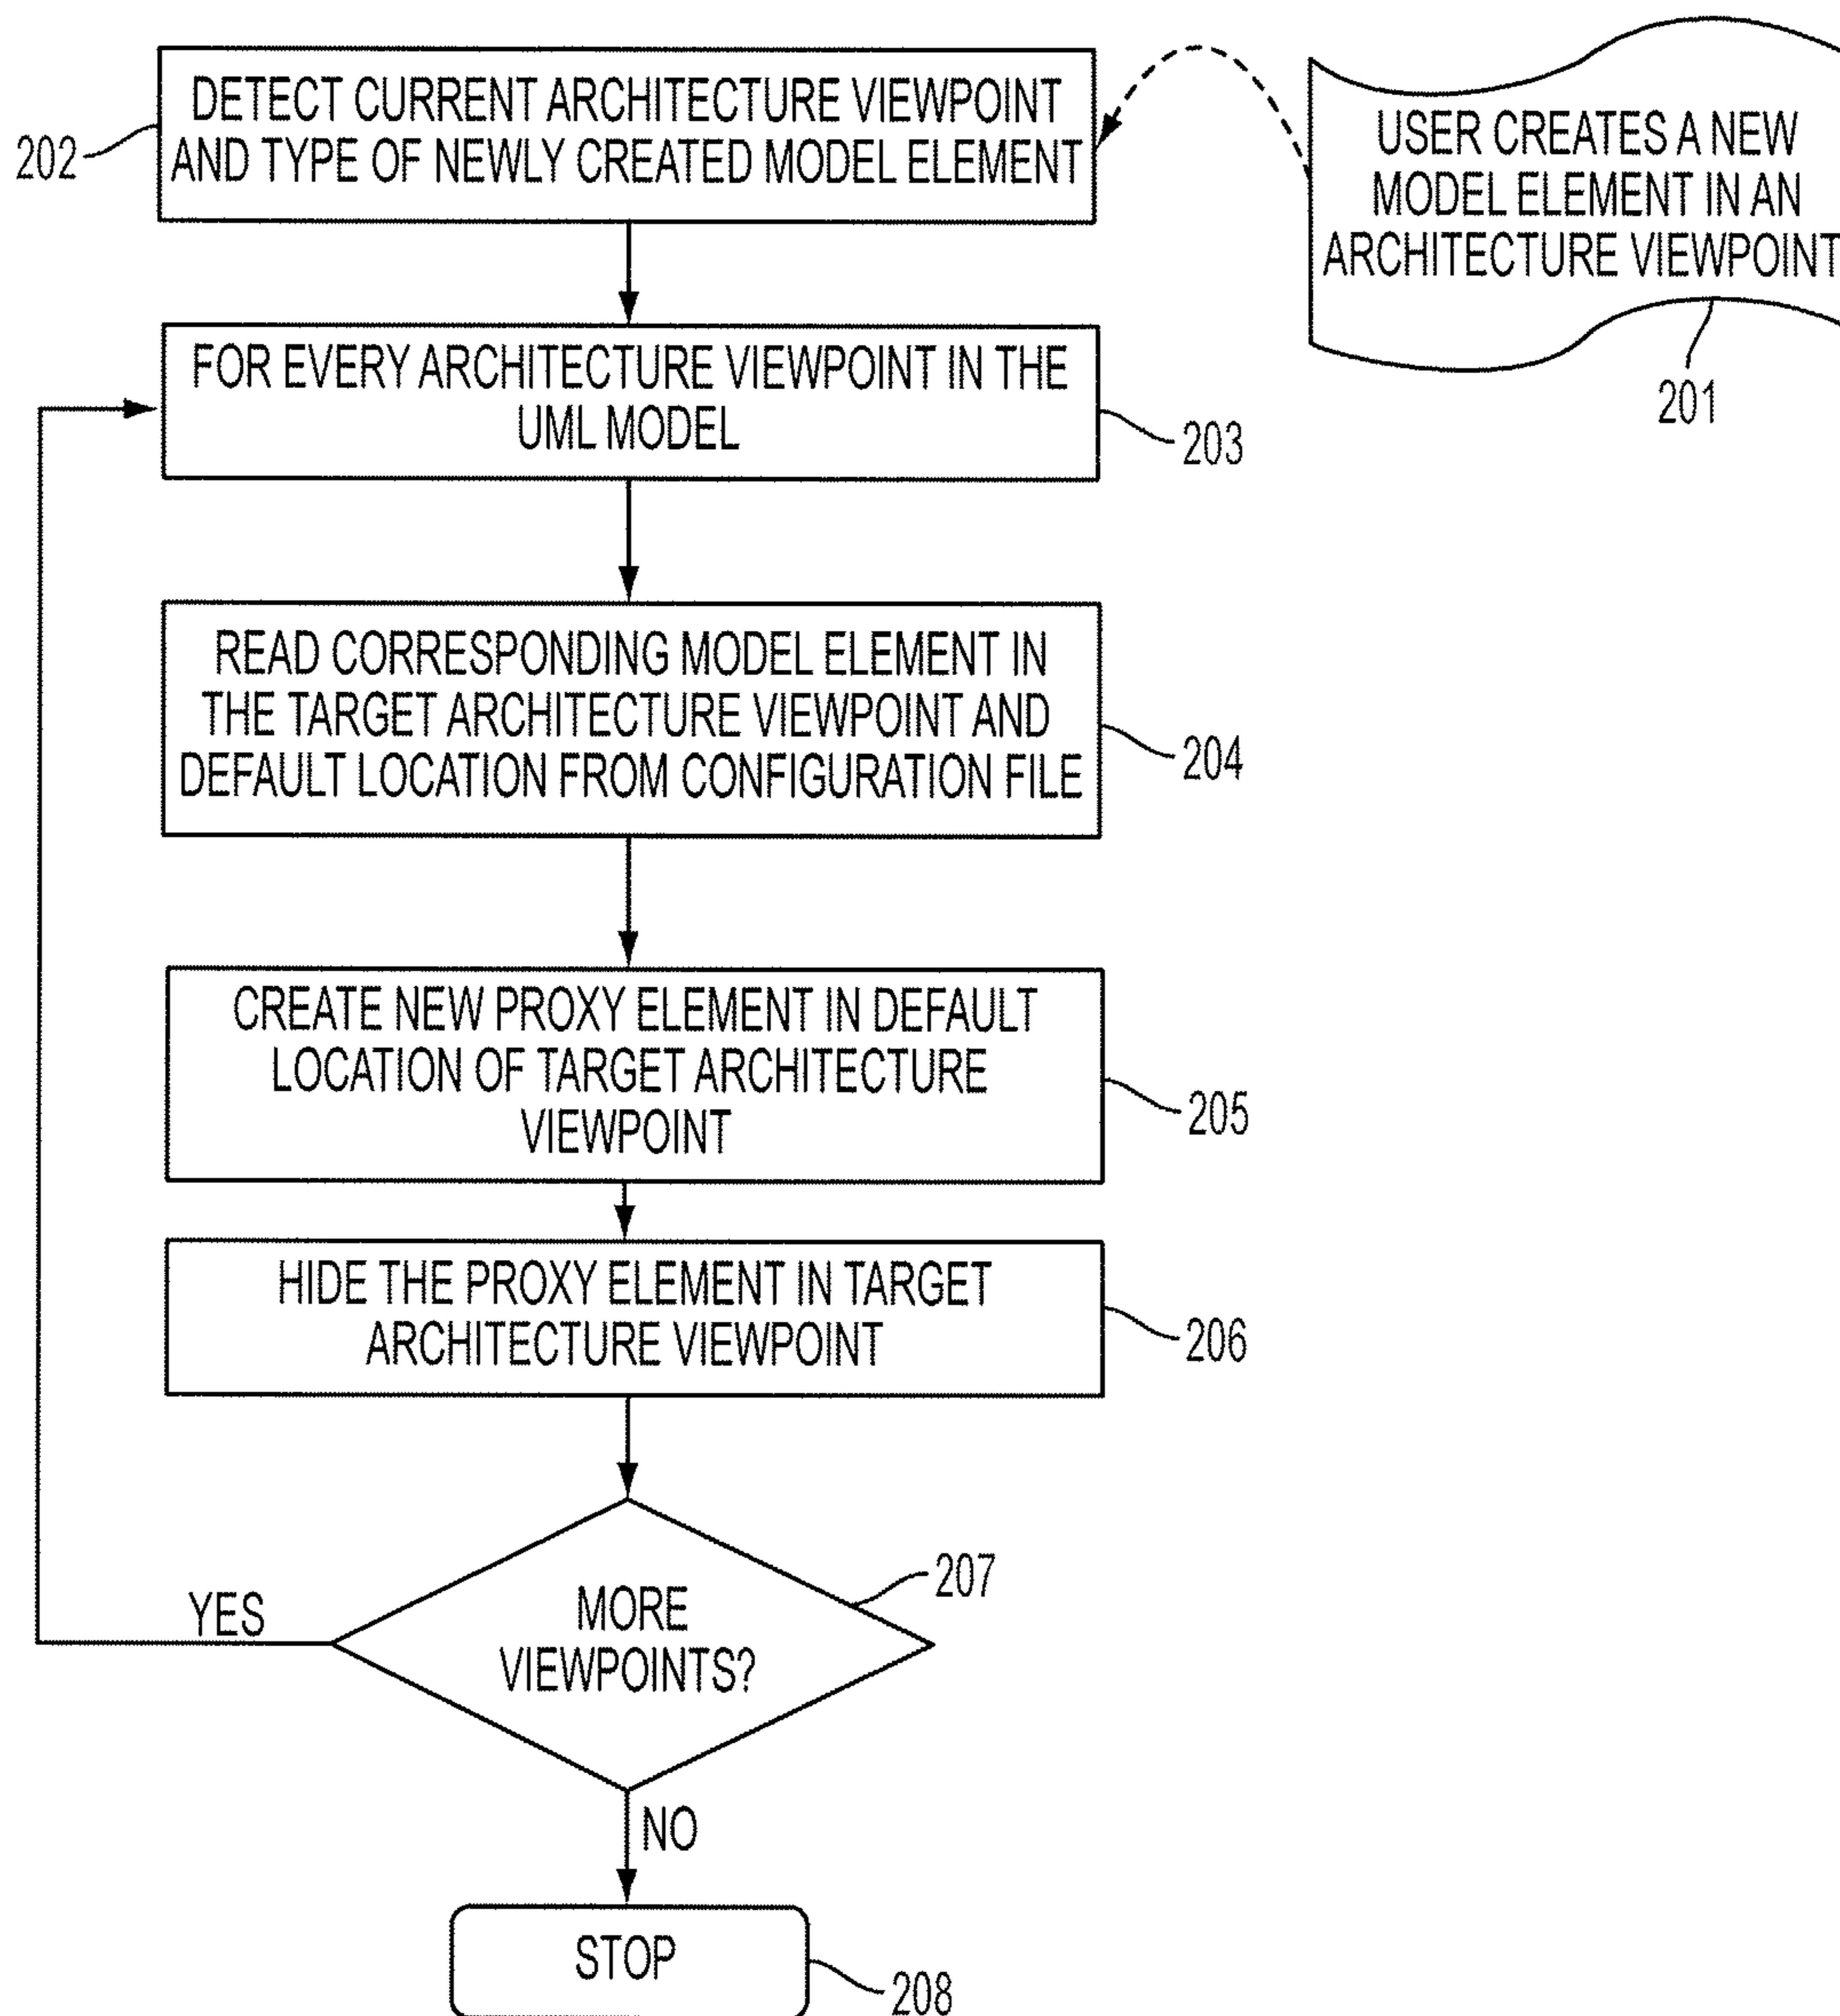 DETECT CURRENT ARCHITECTURE VIEWPOINT
AND TYPE OF NEWLY CREATED MODEL ELEMENT
202
USER CREATES A NEW
MODEL ELEMENT IN AN
ARCHITECTURE VIEWPOINT
201
FOR EVERY ARCHITECTURE VIEWPOINT IN THE
UML MODEL
203
READ CORRESPONDING MODEL ELEMENT IN
THE TARGET ARCHITECTURE VIEWPOINT AND
DEFAULT LOCATION FROM CONFIGURATION FILE
204
CREATE NEW PROXY ELEMENT IN DEFAULT
LOCATION OF TARGET ARCHITECTURE
VIEWPOINT
205
HIDE THE PROXY ELEMENT IN TARGET
ARCHITECTURE VIEWPOINT
206
MORE
VIEWPOINTS?
207
YES
NO
STOP
208